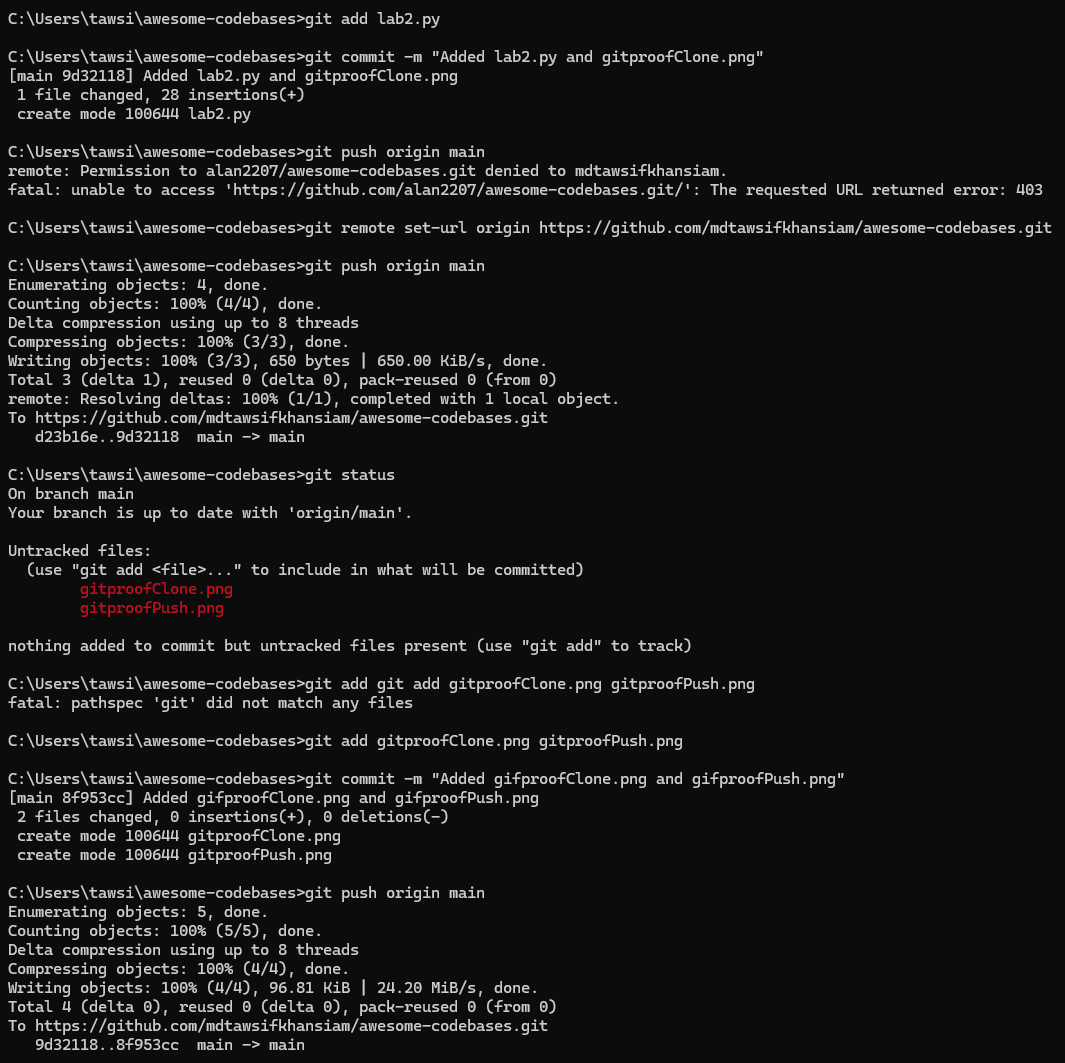 C:\Users\tawsi\awesome-codebases>git add lab2.py
C:\Users\tawsi\awesome-codebases>git commit -m "Added lab2.py and gitproofClone.png"
[main 9d32118] Added lab2.py and gitproofClone.png
 1 file changed, 28 insertions(+)
 create mode 100644 lab2.py
C:\Users\tawsi\awesome-codebases>git push origin main
remote: Permission to alan2207/awesome-codebases.git denied to mdtawsifkhansiam.
fatal: unable to access 'https://github.com/alan2207/awesome-codebases.git/': The requested URL returned error: 403
C:\Users\tawsi\awesome-codebases>git remote set-url origin https://github.com/mdtawsifkhansiam/awesome-codebases.git
C:\Users\tawsi\awesome-codebases>git push origin main
Enumerating objects: 4, done.
Counting objects: 100% (4/4), done.
Delta compression using up to 8 threads
Compressing objects: 100% (3/3), done.
Writing objects: 100% (3/3), 650 bytes | 650.00 KiB/s, done.
Total 3 (delta 1), reused 0 (delta 0), pack-reused 0 (from 0)
remote: Resolving deltas: 100% (1/1), completed with 1 local object.
To https://github.com/mdtawsifkhansiam/awesome-codebases.git
   d23b16e..9d32118  main -> main
C:\Users\tawsi\awesome-codebases>git status
On branch main
Your branch is up to date with 'origin/main'.
Untracked files:
  (use "git add <file>..." to include in what will be committed)
        gitproofClone.png
        gitproofPush.png
nothing added to commit but untracked files present (use "git add" to track)
C:\Users\tawsi\awesome-codebases>git add git add gitproofClone.png gitproofPush.png
fatal: pathspec 'git' did not match any files
C:\Users\tawsi\awesome-codebases>git add gitproofClone.png gitproofPush.png
C:\Users\tawsi\awesome-codebases>git commit -m "Added gifproofClone.png and gifproofPush.png"
[main 8f953cc] Added gifproofClone.png and gifproofPush.png
 2 files changed, 0 insertions(+), 0 deletions(-)
 create mode 100644 gitproofClone.png
 create mode 100644 gitproofPush.png
C:\Users\tawsi\awesome-codebases>git push origin main
Enumerating objects: 5, done.
Counting objects: 100% (5/5), done.
Delta compression using up to 8 threads
Compressing objects: 100% (4/4), done.
Writing objects: 100% (4/4), 96.81 KiB | 24.20 MiB/s, done.
Total 4 (delta 0), reused 0 (delta 0), pack-reused 0 (from 0)
To https://github.com/mdtawsifkhansiam/awesome-codebases.git
   9d32118..8f953cc  main -> main